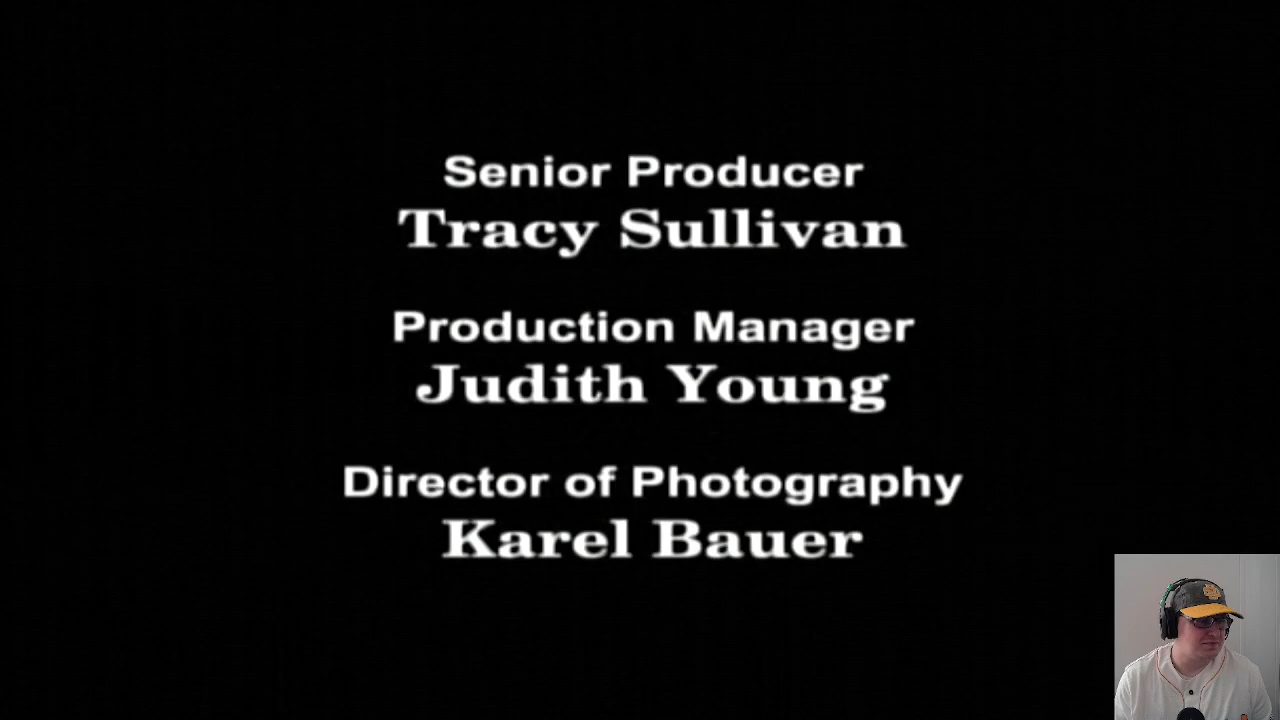 Senior Producer
Tracy Sullivan
Production Manager
Judith Young
Director of Photography
Karel Bauer